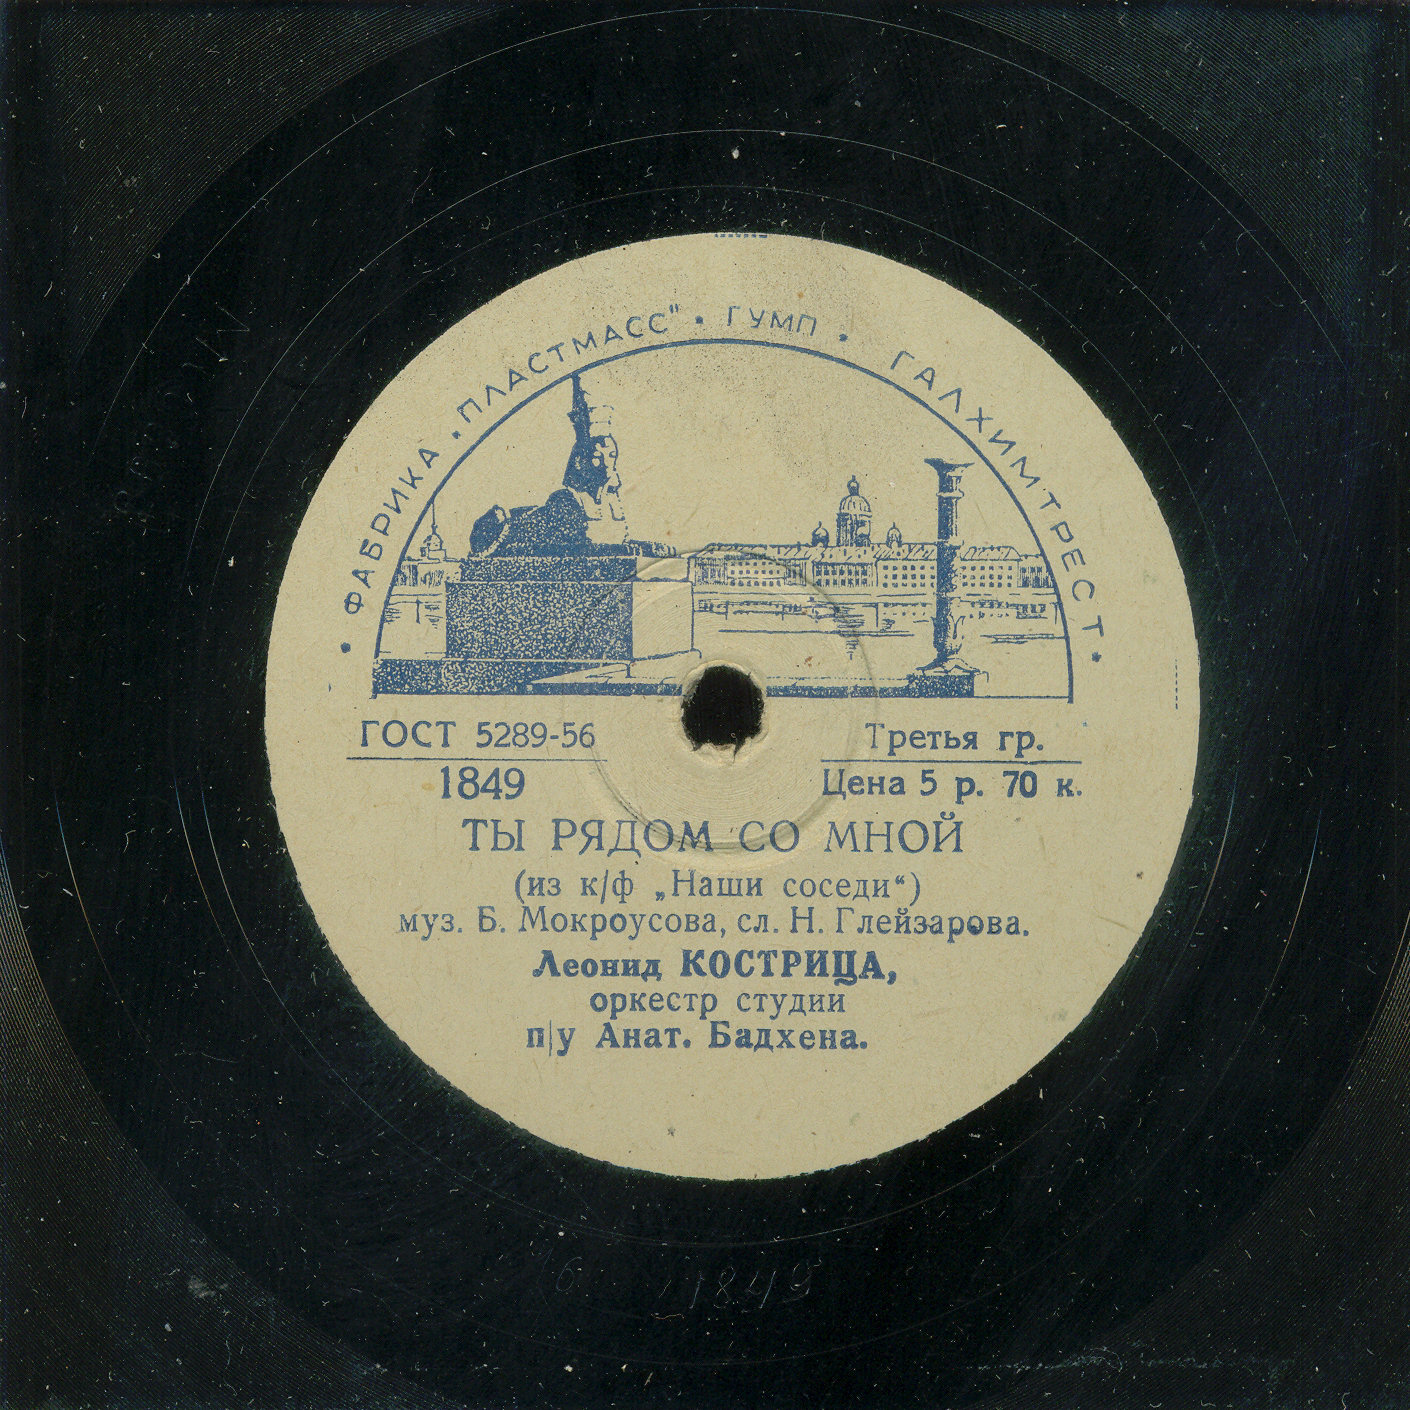 • ФАБРИКА „ПЛАСТМАСС" • ГУМП • ГАЛХИМТРЕСТ •
ГОСТ 5289-56
1849
Третья гр.
Цена 5 р. 70 к.
ТЫ РЯДОМ СО МНОЙ
(из к/ф „Наши соседи“)
муз. Б. Мокроусова, сл. Н. Глейзарова.
Леонид КОСТРИЦА,
оркестр студии
п/у Анат. Бадхена.
1849